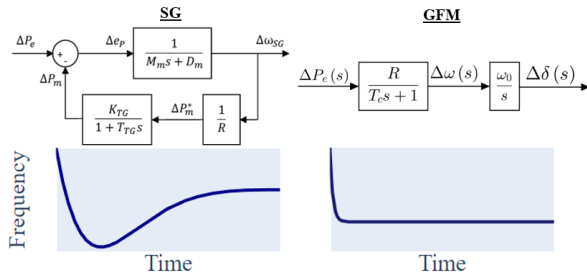 SG
GFM
ΔP_e
+
-
Δe_P
1
M_m s + D_m
Δω_SG
ΔP_m
K_TG
1 + T_TG s
ΔP_m^*
1
R
ΔP_e(s)
R
T_c s + 1
Δω(s)
ω_0
s
Δδ(s)
Frequency
Time
Time